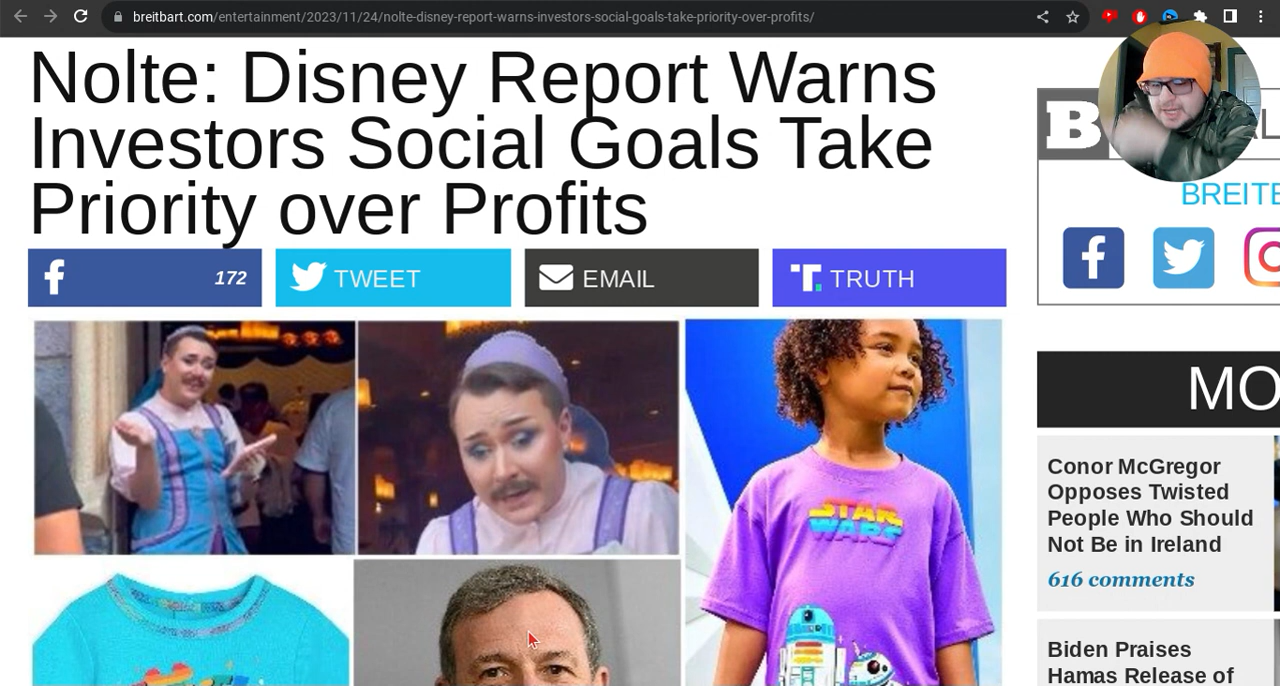 breitbart.com/entertainment/2023/11/24/nolte-disney-report-warns-investors-social-goals-take-priority-over-profits/
Nolte: Disney Report Warns
Investors Social Goals Take
Priority over Profits
172
TWEET
EMAIL
TRUTH
STAR
WARS
B
BREITB
MO
Conor McGregor
Opposes Twisted
People Who Should
Not Be in Ireland
616 comments
Biden Praises
Hamas Release of